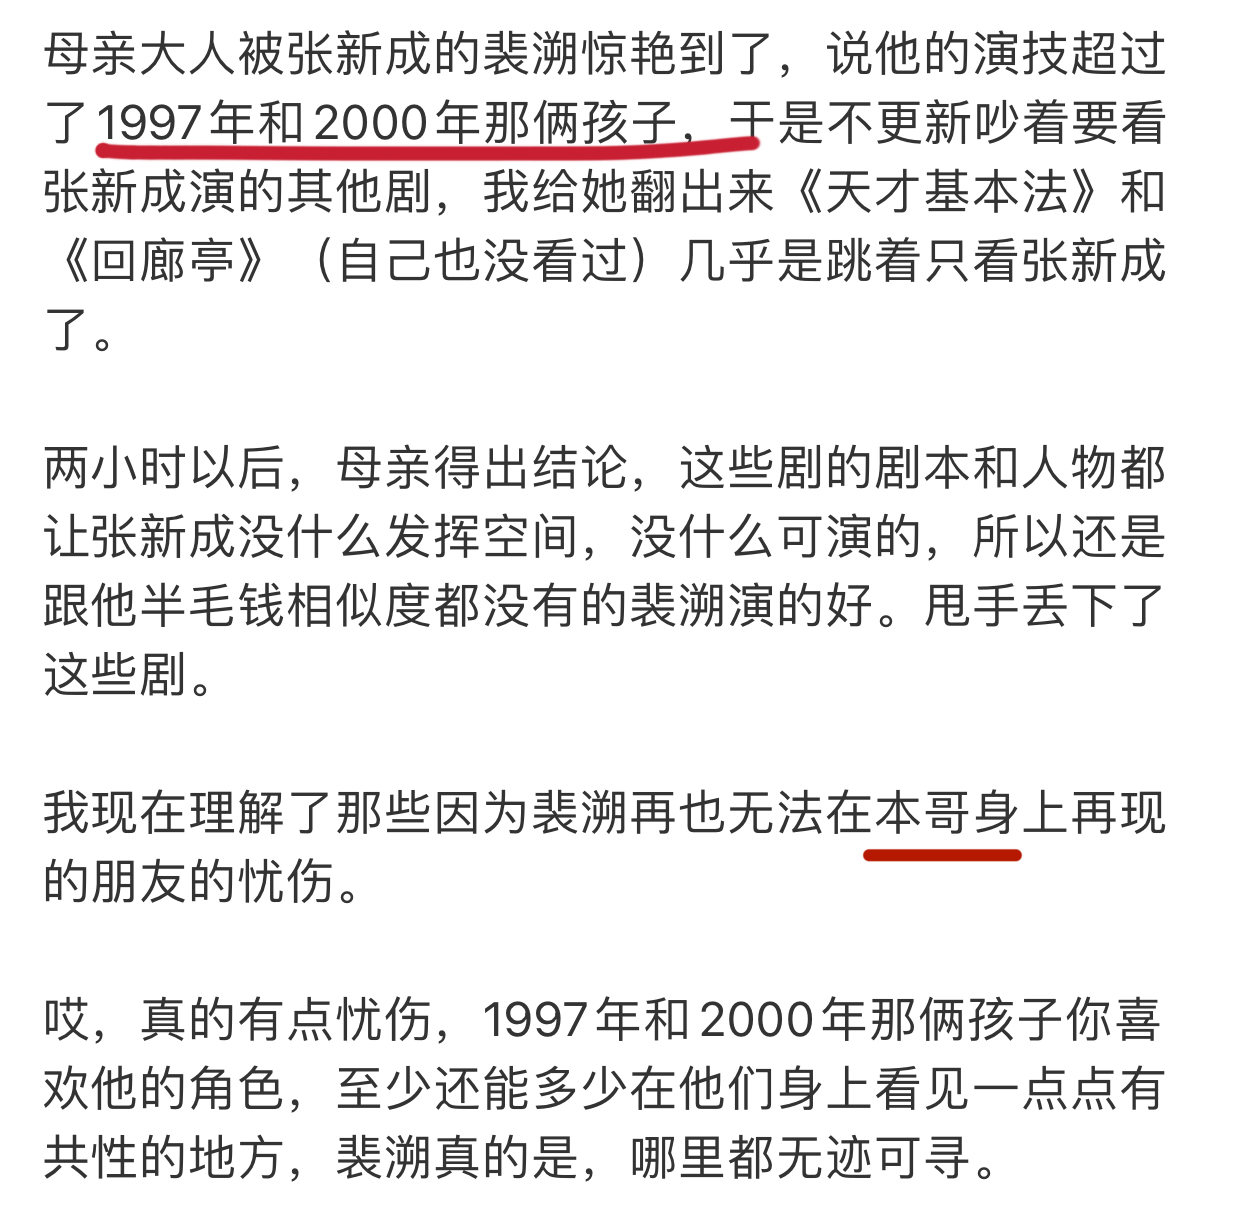 母亲大人被张新成的裴溯惊艳到了，说他的演技超过
了1997年和2000年那俩孩子，于是不更新吵着要看
张新成演的其他剧，我给她翻出来《天才基本法》和
《回廊亭》（自己也没看过）几乎是跳着只看张新成
了。
两小时以后，母亲得出结论，这些剧的剧本和人物都
让张新成没什么发挥空间，没什么可演的，所以还是
跟他半毛钱相似度都没有的裴溯演的好。甩手丢下了
这些剧。
我现在理解了那些因为裴溯再也无法在本哥身上再现
的朋友的忧伤。
哎，真的有点忧伤，1997年和2000年那俩孩子你喜
欢他的角色，至少还能多少在他们身上看见一点点有
共性的地方，裴溯真的是，哪里都无迹可寻。